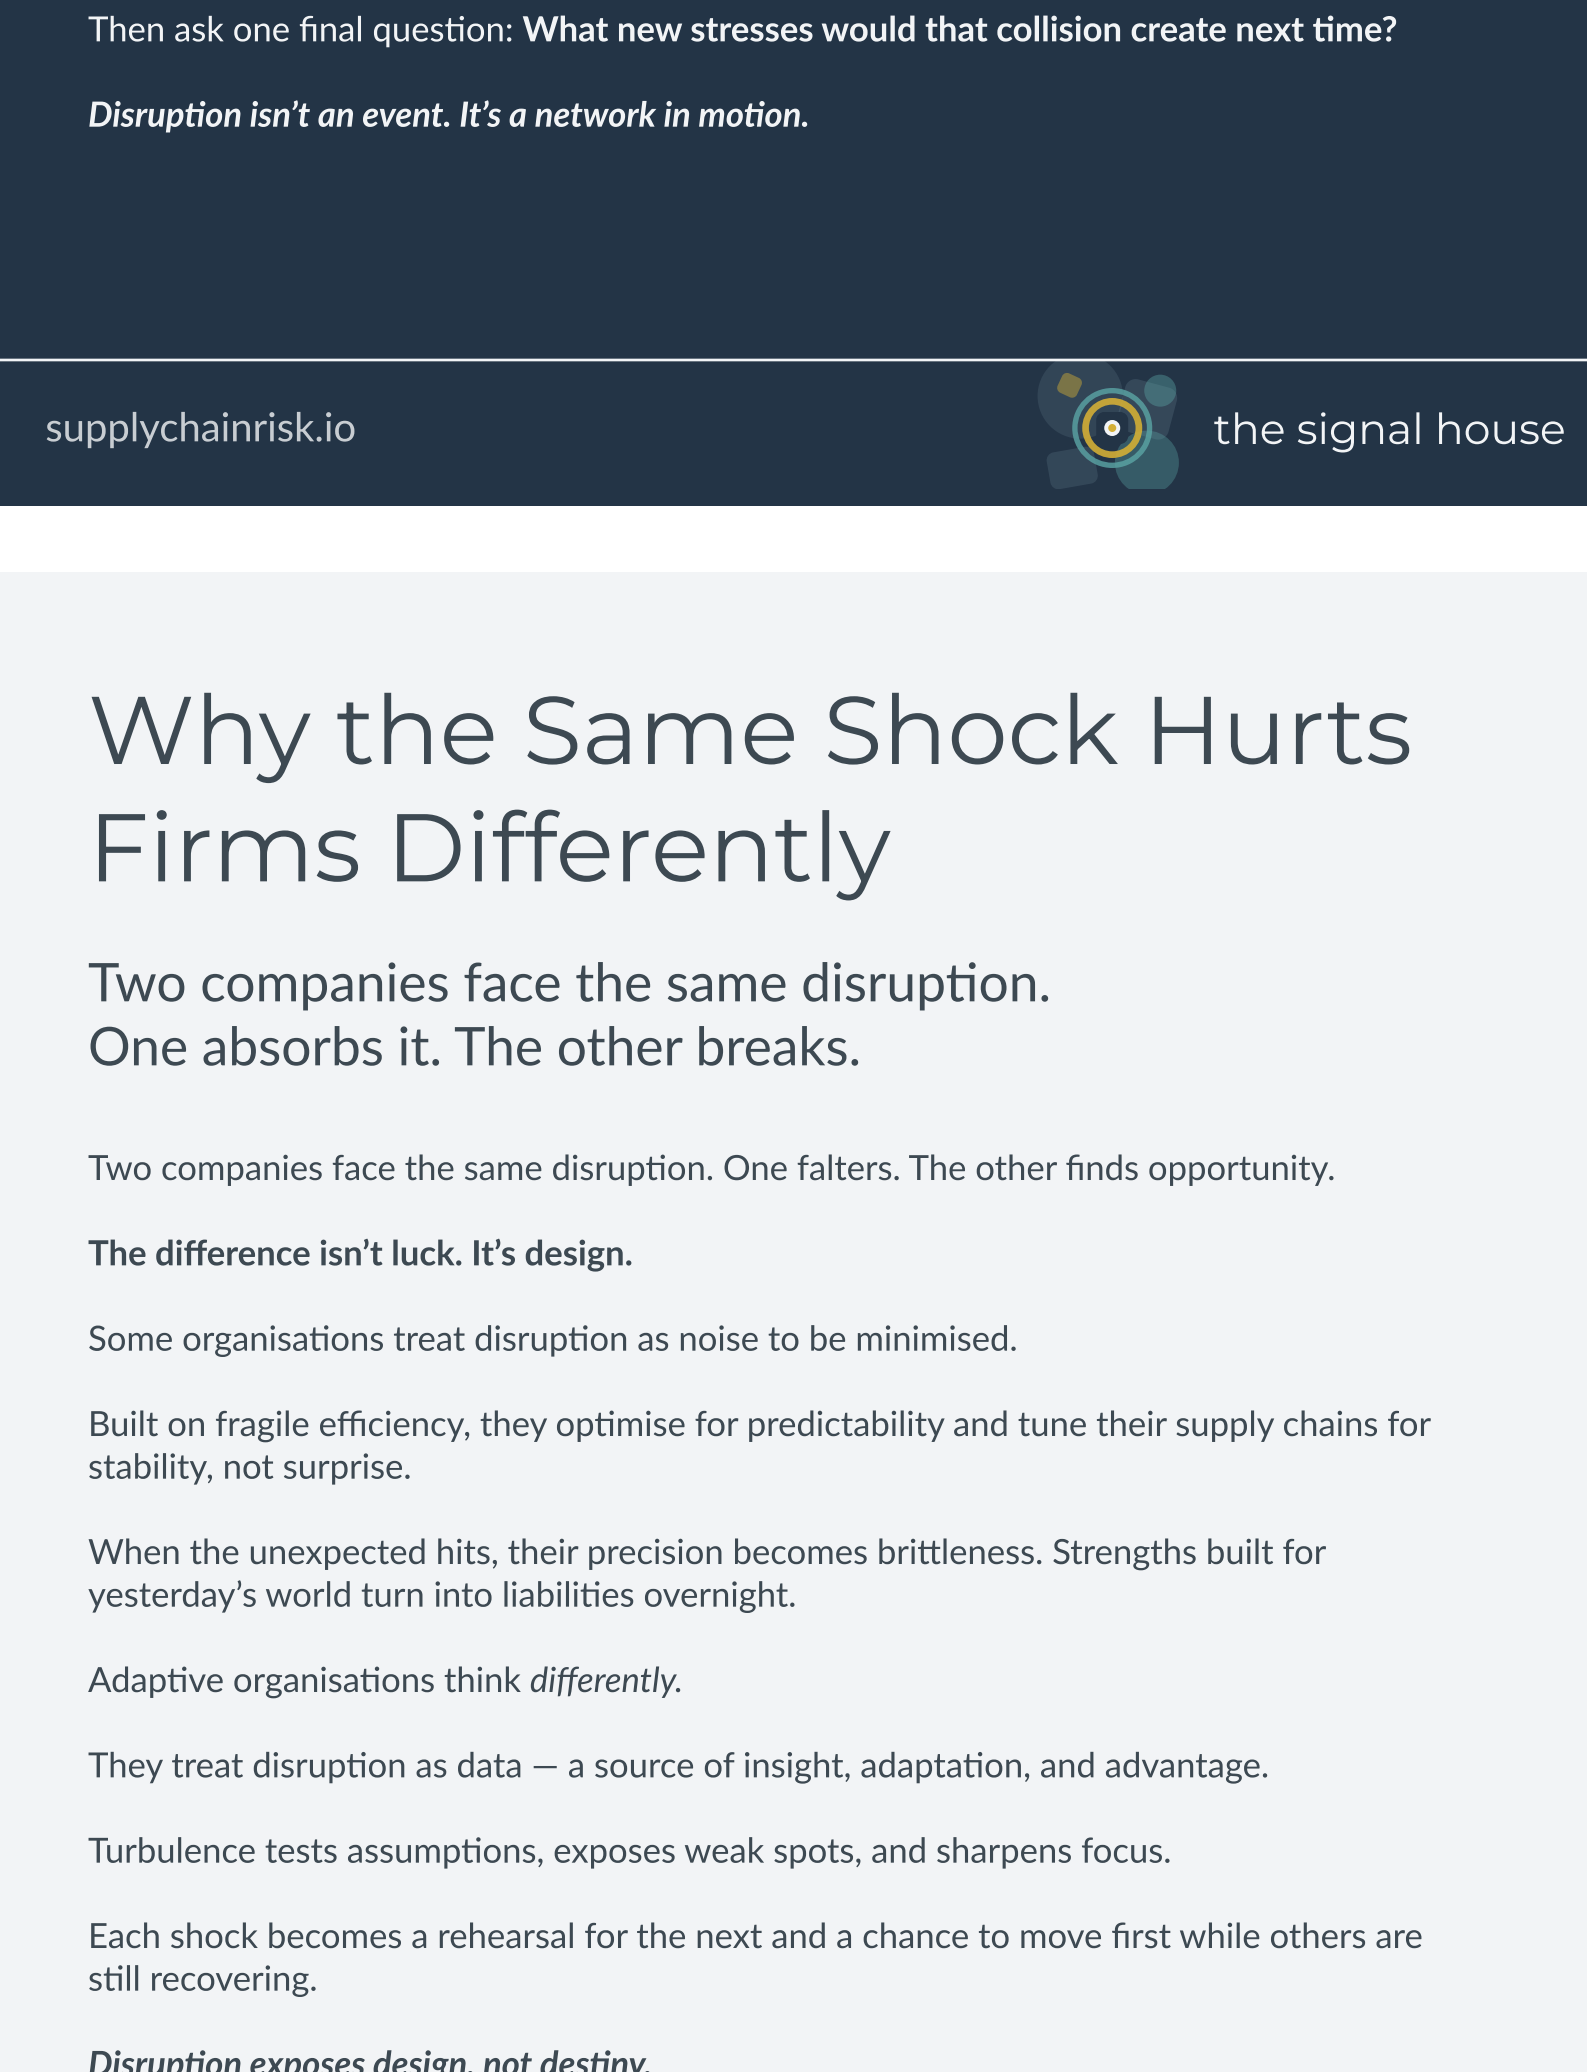 Then ask one final question: What new stresses would that collision create next time?
Disruption isn’t an event. It’s a network in motion.
supplychainrisk.io
the signal house
Why the Same Shock Hurts
Firms Differently
Two companies face the same disruption.
One absorbs it. The other breaks.
Two companies face the same disruption. One falters. The other finds opportunity.
The difference isn’t luck. It’s design.
Some organisations treat disruption as noise to be minimised.
Built on fragile efficiency, they optimise for predictability and tune their supply chains for
stability, not surprise.
When the unexpected hits, their precision becomes brittleness. Strengths built for
yesterday’s world turn into liabilities overnight.
Adaptive organisations think differently.
They treat disruption as data — a source of insight, adaptation, and advantage.
Turbulence tests assumptions, exposes weak spots, and sharpens focus.
Each shock becomes a rehearsal for the next and a chance to move first while others are
still recovering.
Disruption exposes design, not destiny.